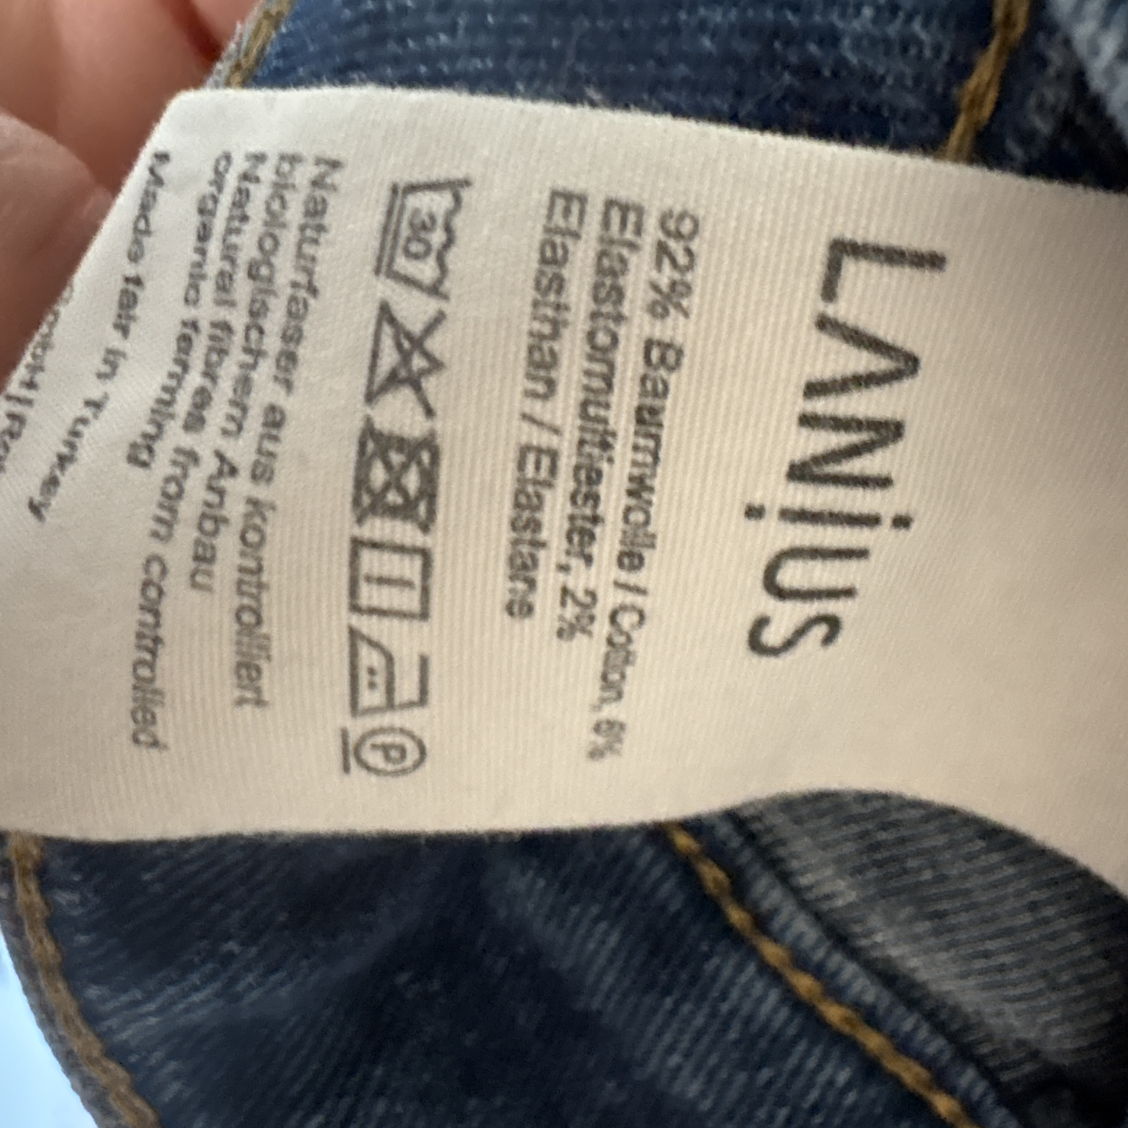 LANiUS
92% Baumwolle / Cotton, 6%
Elastomultiester, 2%
Elasthan / Elastane
30
P
Naturfaser aus kontrolliert
biologischem Anbau
Natural fibres from controlled
organic farming
Made fair in Turkey